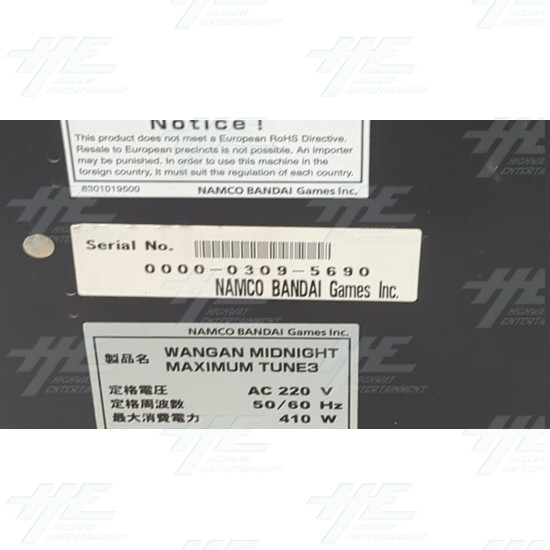 Notice !
This product does not meet a European RoHS Directive.
Resale to European precincts is not possible. An importer
may be punished. In order to use this machine in the
foreign country, It must suit the regulation of each country.
6301019500 NAMCO BANDAI Games Inc.
Serial No.
0000-0309-5690
NAMCO BANDAI Games Inc.
NAMCO BANDAI Games Inc.
製品名 WANGAN MIDNIGHT
MAXIMUM TUNE3
定格電圧 AC 220 V
定格周波数 50/60 Hz
最大消費電力 410 W
HIGHWAY
ENTERTAINMENT